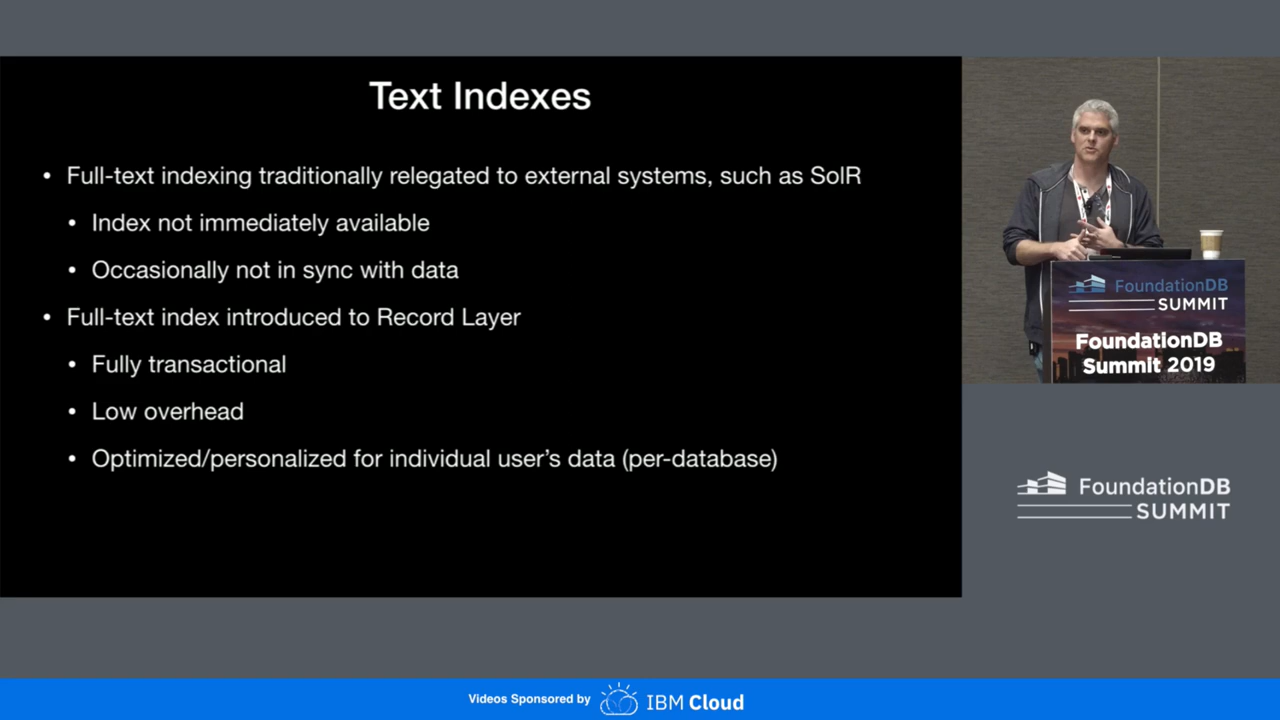 Text Indexes
• Full-text indexing traditionally relegated to external systems, such as SolR
• Index not immediately available
• Occasionally not in sync with data
• Full-text index introduced to Record Layer
• Fully transactional
• Low overhead
• Optimized/personalized for individual user's data (per-database)
FoundationDB
SUMMIT
FoundationDB
Summit 2019
FoundationDB
SUMMIT
Videos Sponsored by IBM Cloud